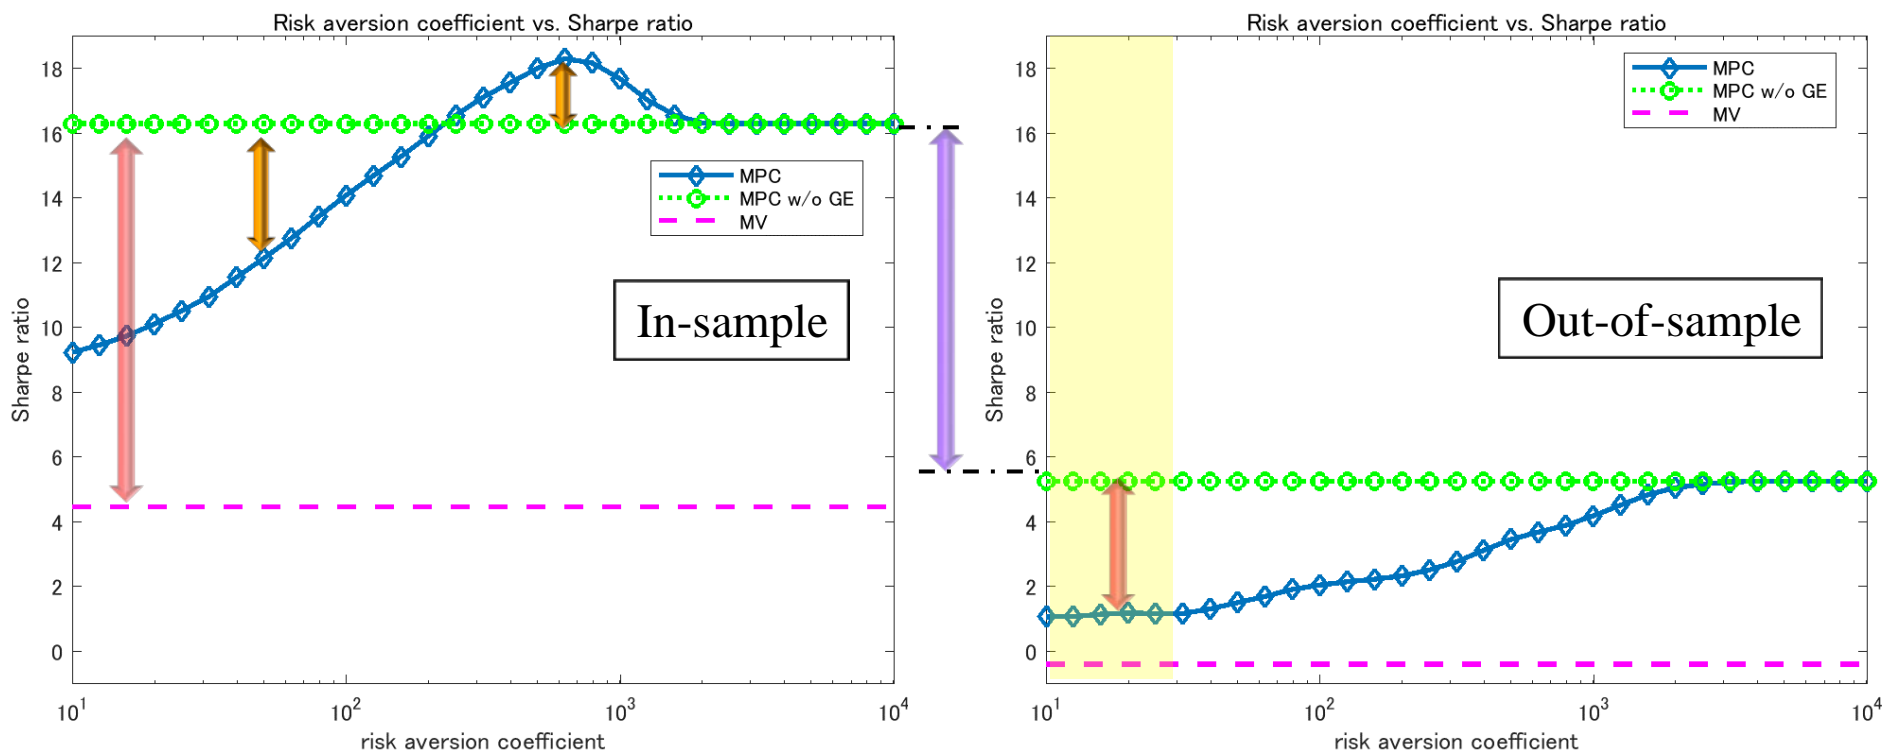 Risk aversion coefficient vs. Sharpe ratio
18
16
14
12
10
8
6
4
2
0
Sharpe ratio
MPC
MPC w/o GE
MV
In-sample
10^1
10^2
10^3
10^4
risk aversion coefficient
Risk aversion coefficient vs. Sharpe ratio
18
16
14
12
10
8
6
4
2
0
Sharpe ratio
MPC
MPC w/o GE
MV
Out-of-sample
10^1
10^2
10^3
10^4
risk aversion coefficient